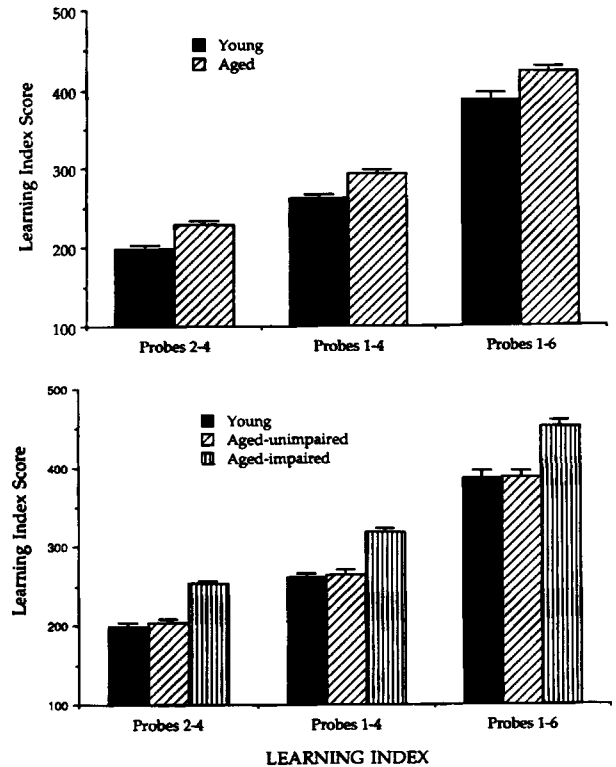 500
400
300
200
100
Learning Index Score
Young
Aged
Probes 2-4 Probes 1-4 Probes 1-6
500
400
300
200
100
Learning Index Score
Young
Aged-unimpaired
Aged-impaired
Probes 2-4 Probes 1-4 Probes 1-6
LEARNING INDEX